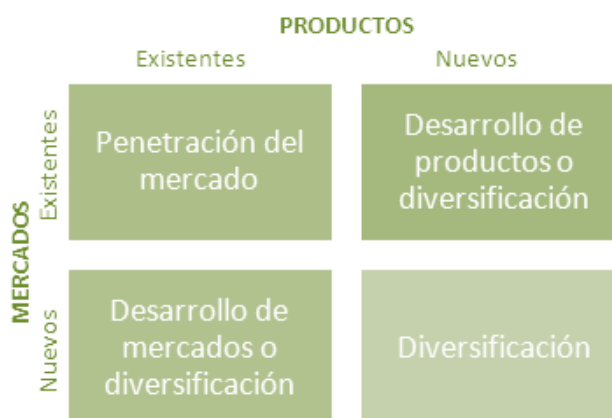 PRODUCTOS
Existentes Nuevos
MERCADOS
Existentes
Penetración del
mercado
Desarrollo de
productos o
diversificación
Nuevos
Desarrollo de
mercados o
diversificación
Diversificación